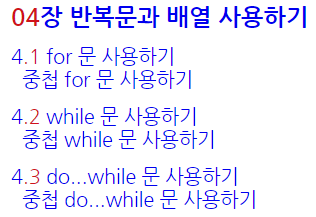 04장 반복문과 배열 사용하기
4.1 for 문 사용하기
중첩 for 문 사용하기
4.2 while 문 사용하기
중첩 while 문 사용하기
4.3 do...while 문 사용하기
중첩 do...while 문 사용하기